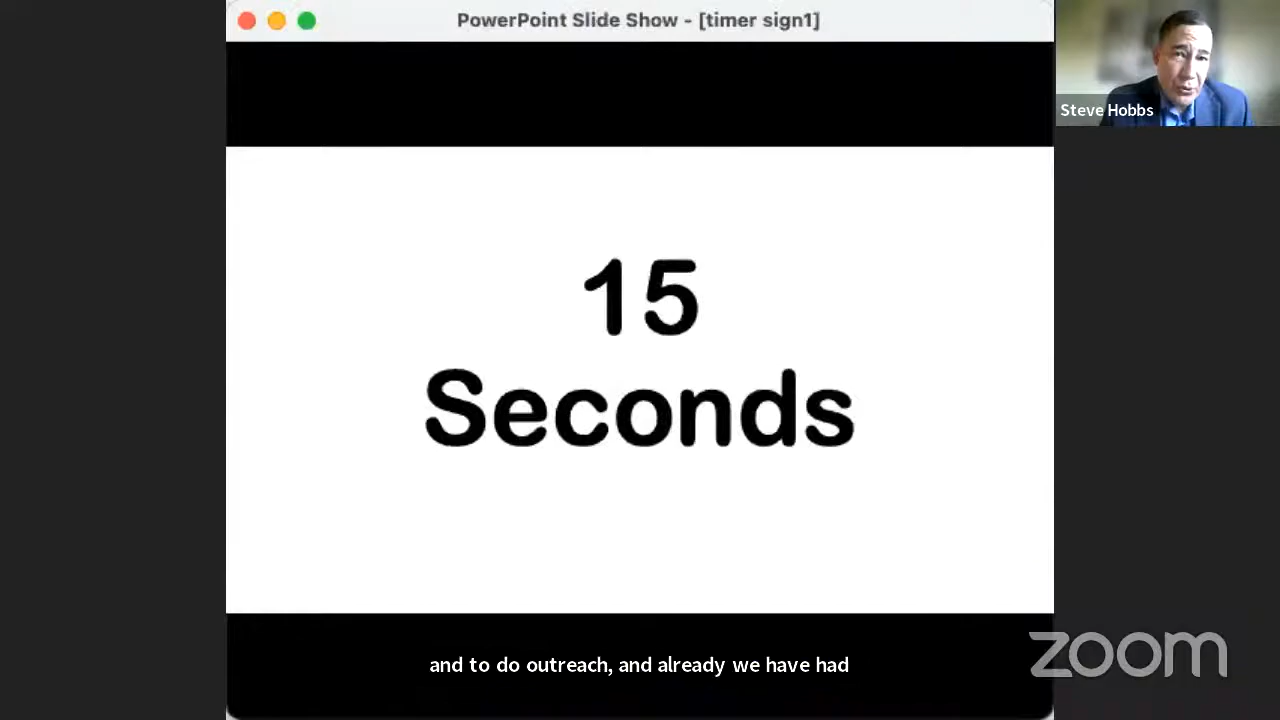 PowerPoint Slide Show - [timer sign1]
Steve Hobbs
15
Seconds
and to do outreach, and already we have had
zoom